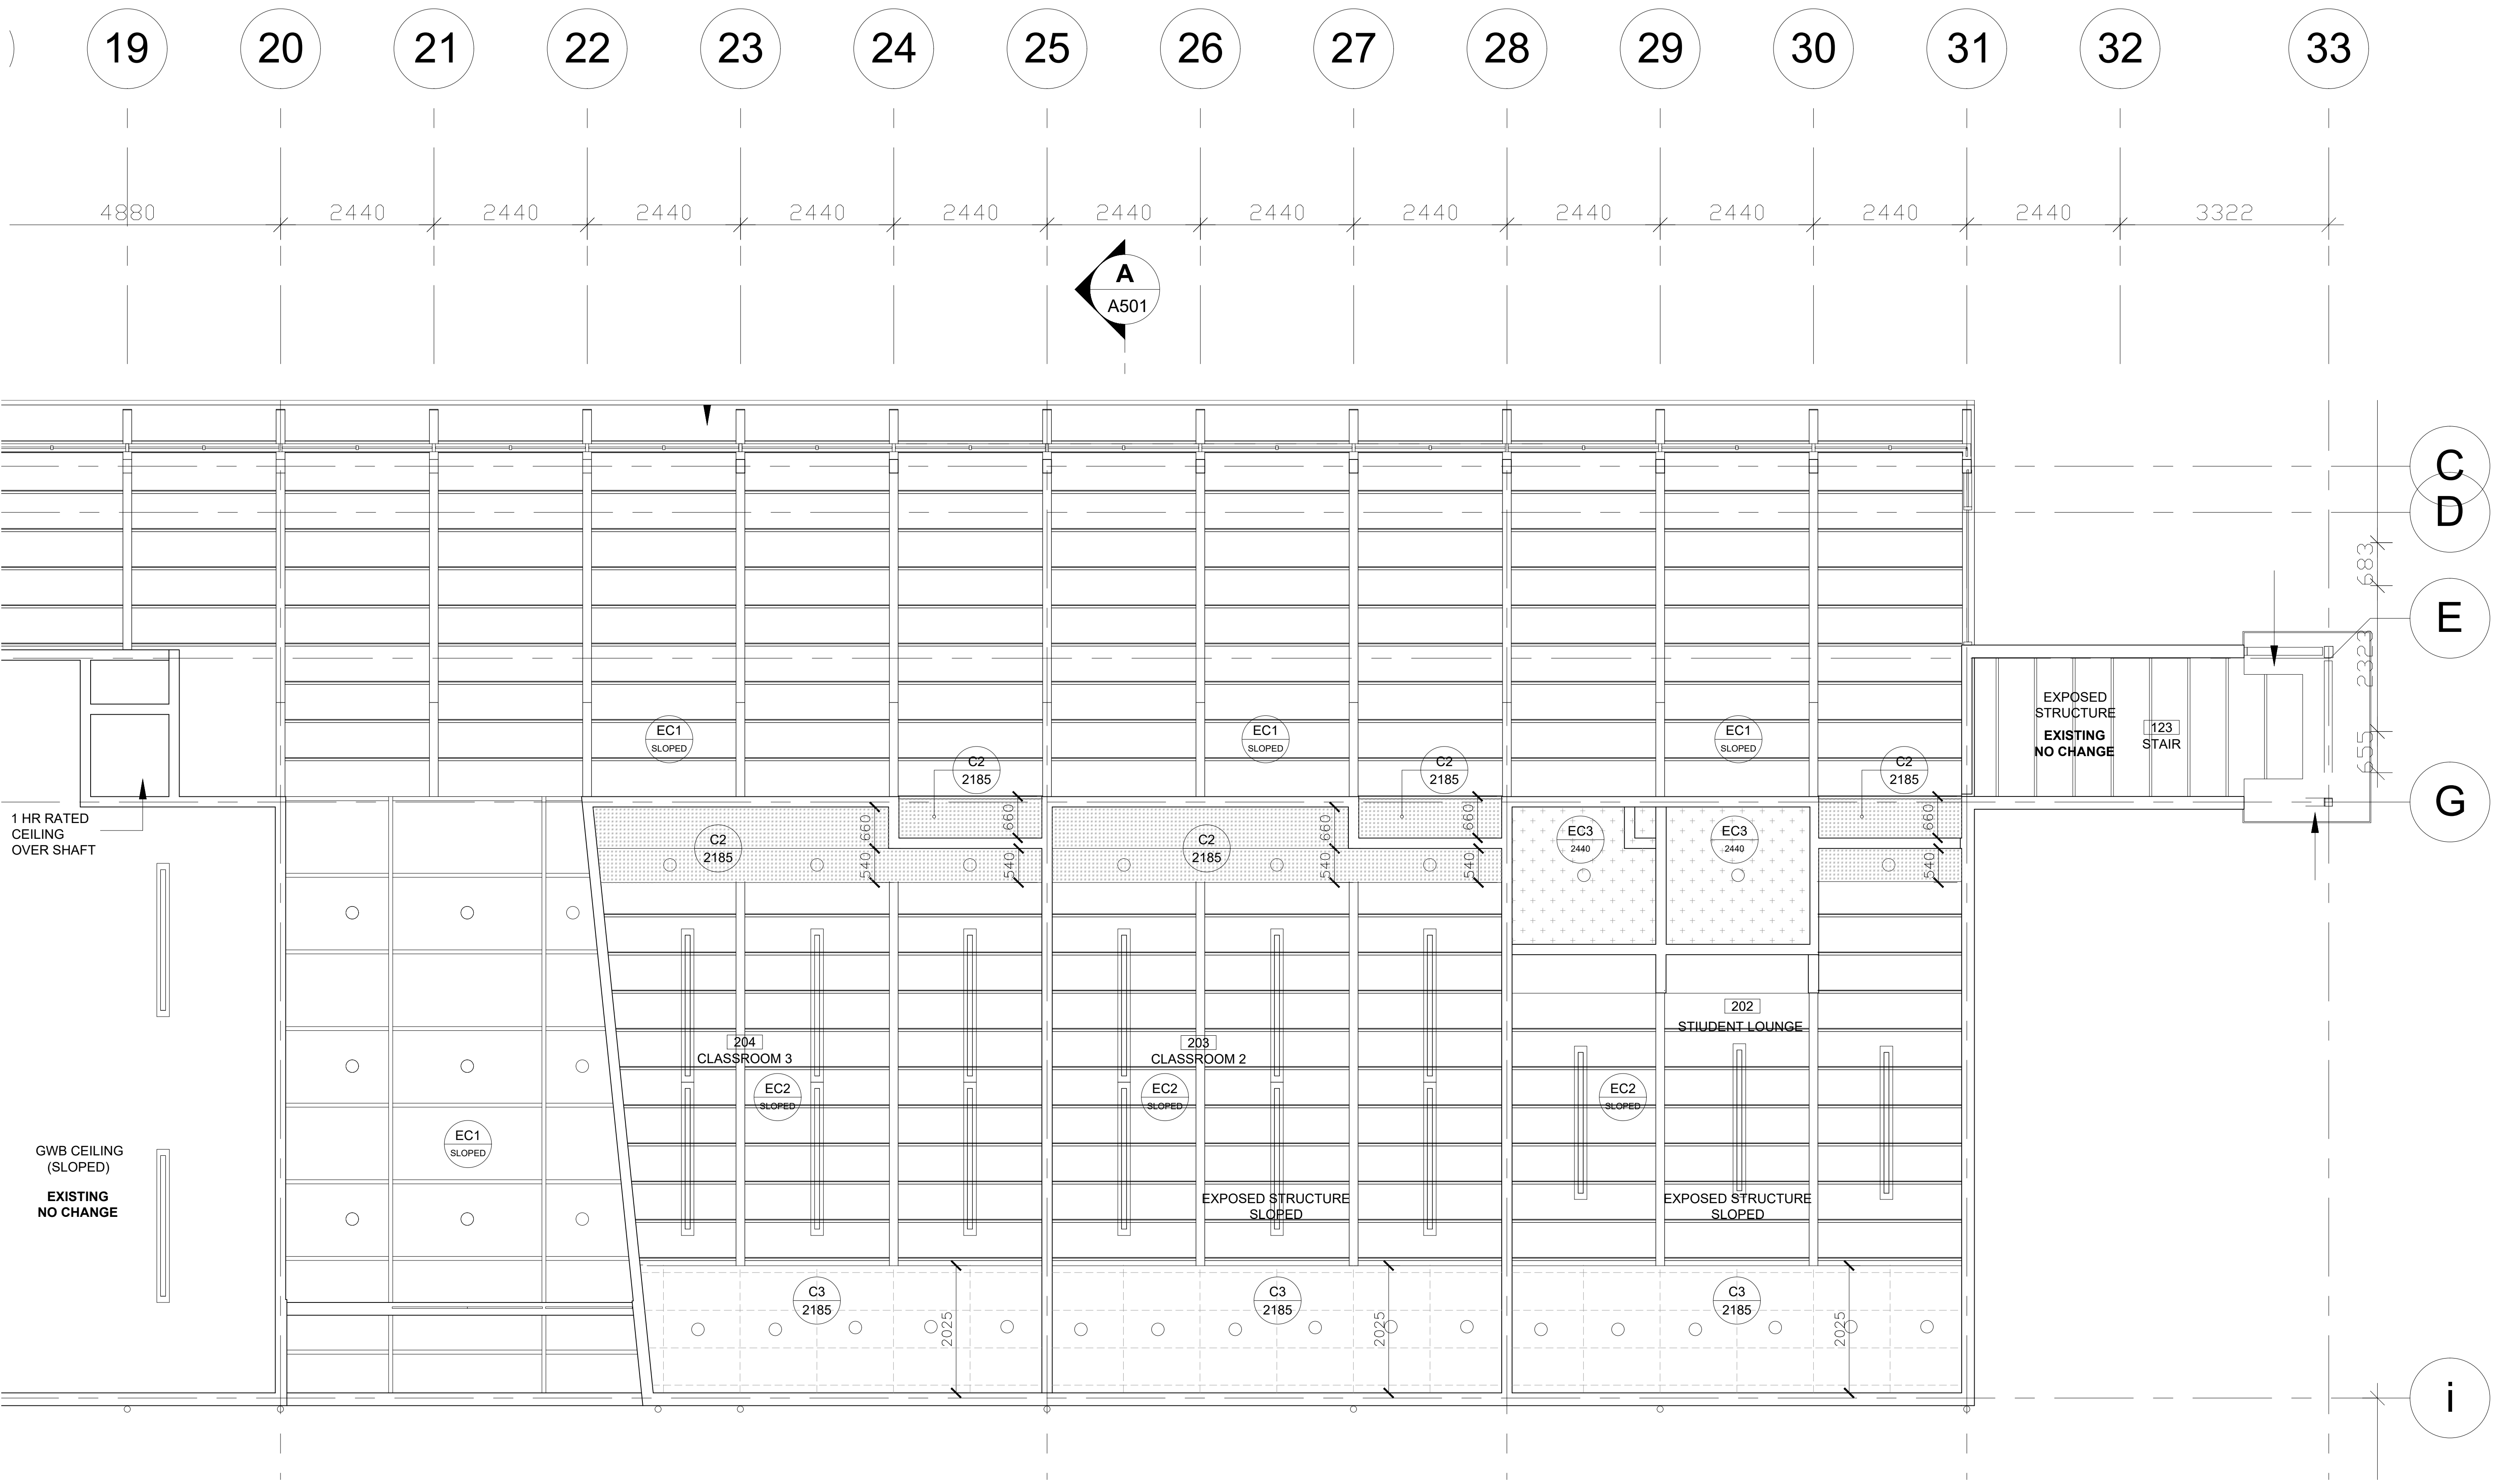 19 20 21 22 23 24 25 26 27 28 29 30 31 32 33
4880 2440 2440 2440 2440 2440 2440 2440 2440 2440 2440 2440 2440 3322
A
A501
C
D
683
E
2323
655
G
EXPOSED
STRUCTURE
EXISTING
NO CHANGE
123
STAIR
EC1
SLOPED
EC1
SLOPED
EC1
SLOPED
C2
2185
C2
2185
C2
2185
1 HR RATED
CEILING
OVER SHAFT
C2
2185
660
540
660
540
C2
2185
660
540
660
540
EC3
2440
EC3
2440
660
540
202
STIUDENT LOUNGE
204
CLASSROOM 3
203
CLASSROOM 2
EC2
SLOPED
EC2
SLOPED
EC2
SLOPED
EC1
SLOPED
GWB CEILING
(SLOPED)
EXISTING
NO CHANGE
EXPOSED STRUCTURE
SLOPED
EXPOSED STRUCTURE
SLOPED
C3
2185
2025
C3
2185
2025
C3
2185
2025
i